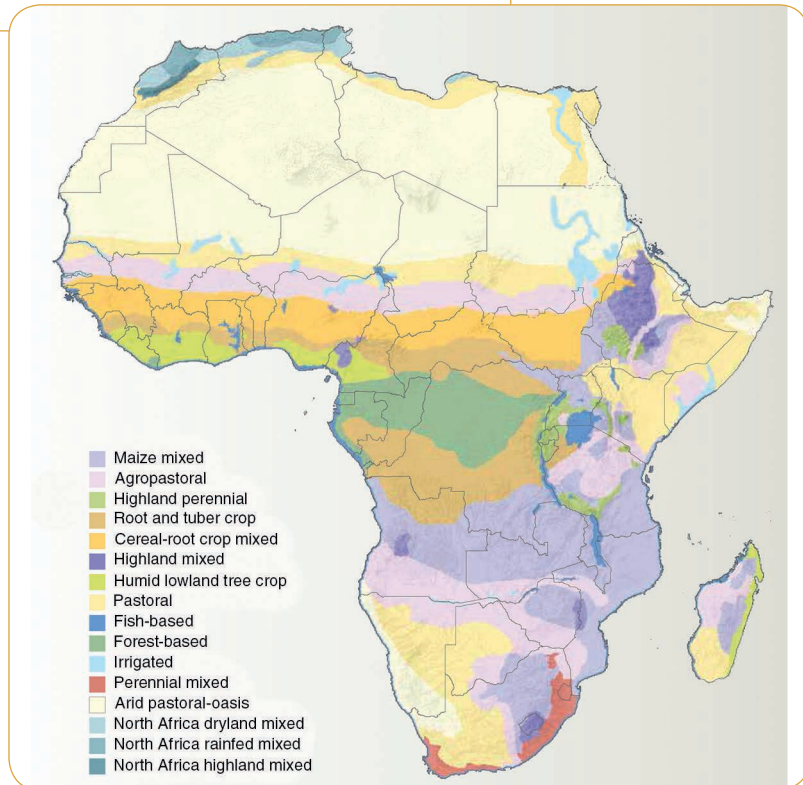 Maize mixed
Agropastoral
Highland perennial
Root and tuber crop
Cereal-root crop mixed
Highland mixed
Humid lowland tree crop
Pastoral
Fish-based
Forest-based
Irrigated
Perennial mixed
Arid pastoral-oasis
North Africa dryland mixed
North Africa rainfed mixed
North Africa highland mixed